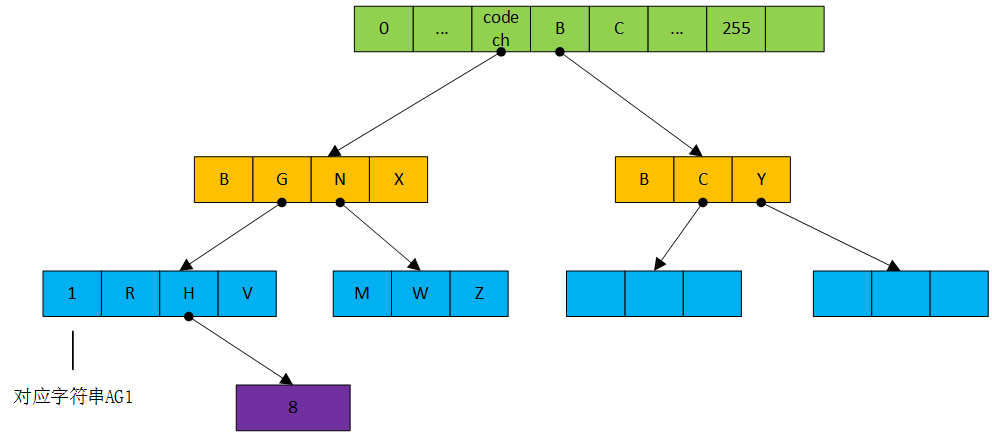 0 ... code ch B C ... 255
B G N X B C Y
1 R H V M W Z
对应字符串AG1
8